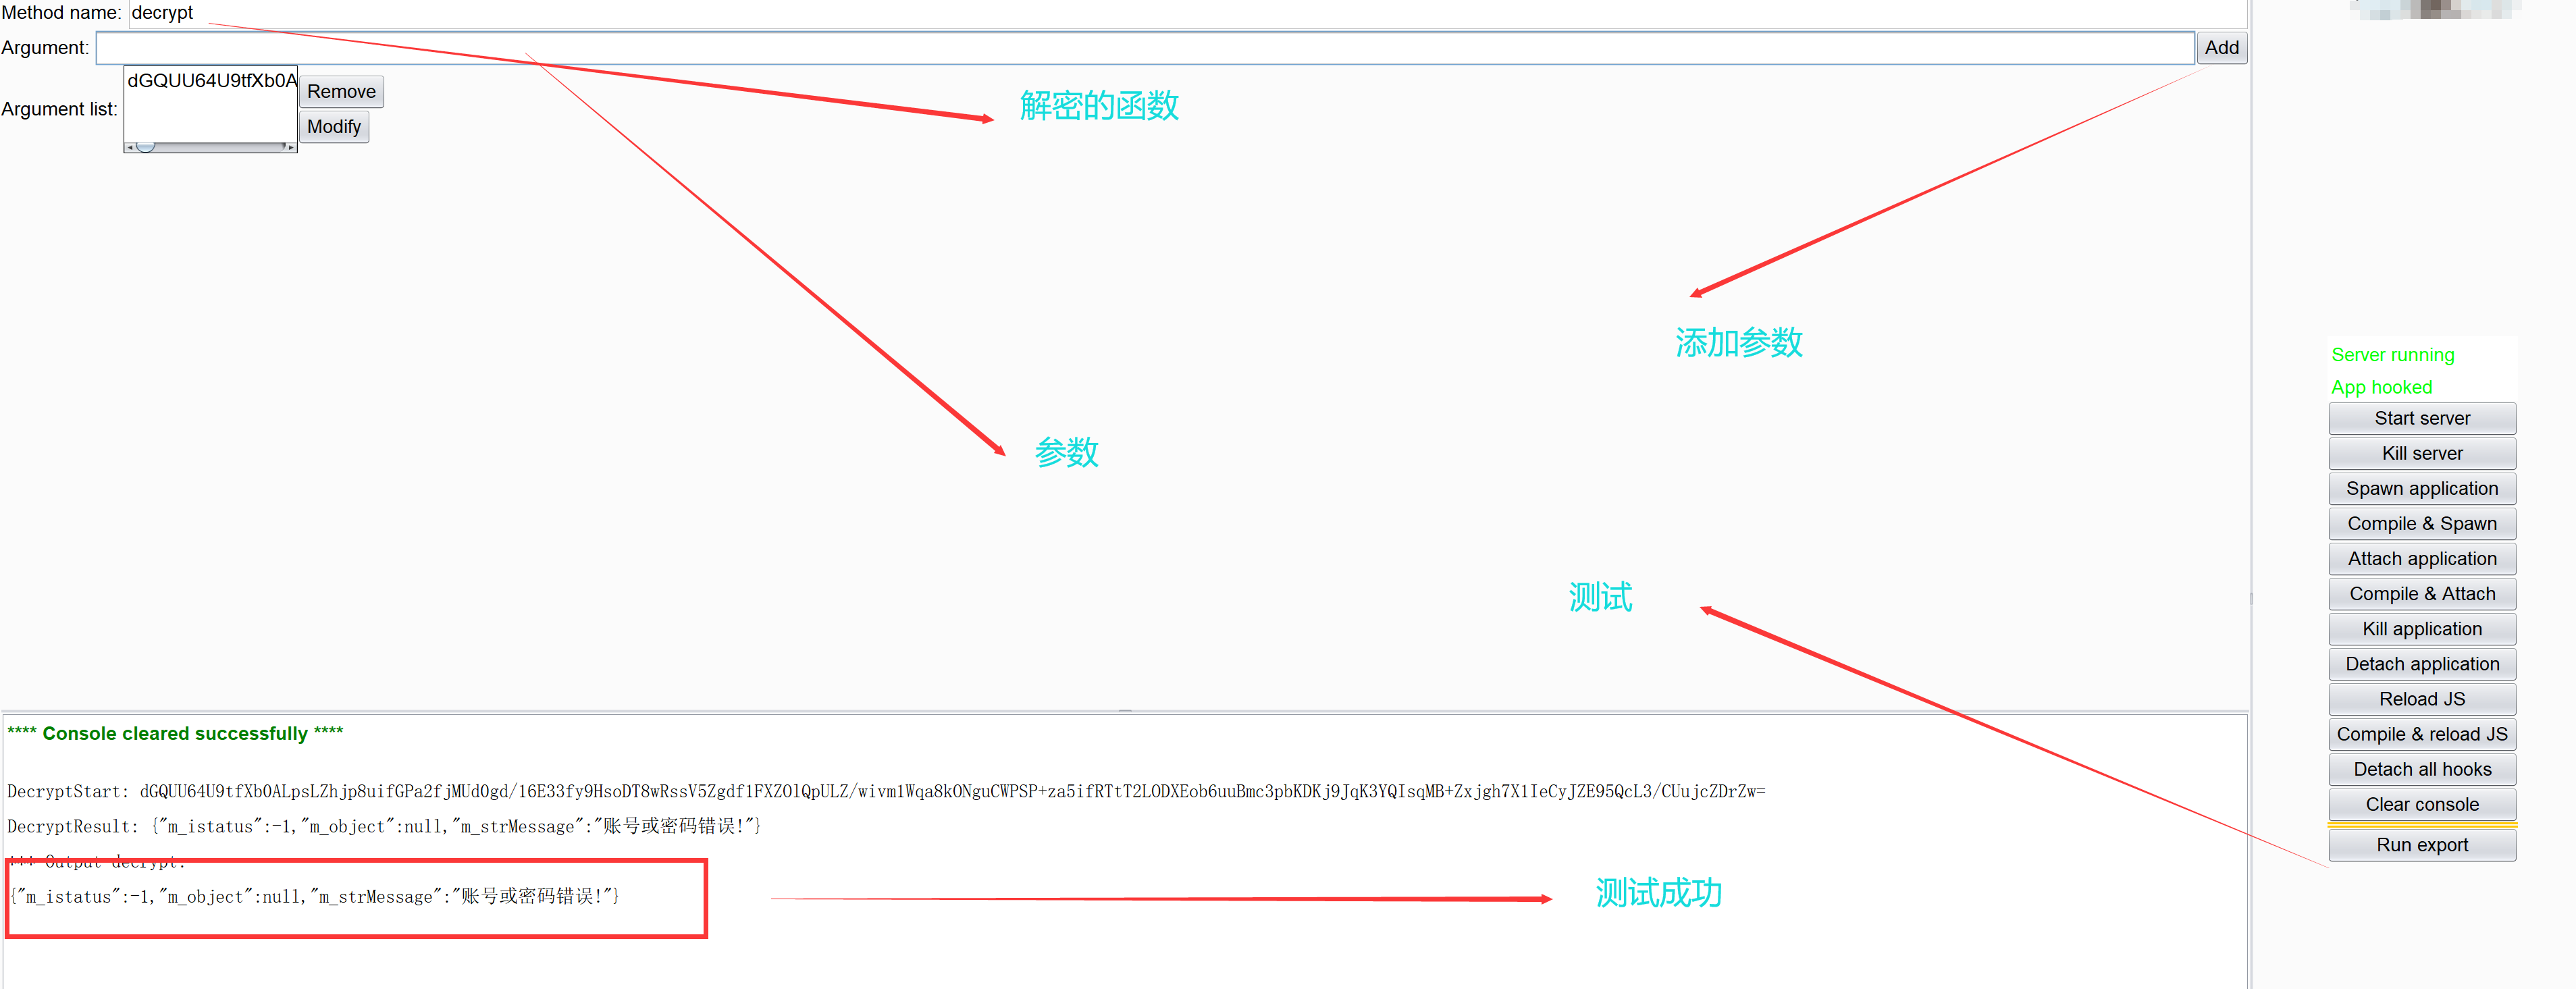 Method name: decrypt
Argument:
Add
dGQUU64U9tfXb0A
Argument list:
Remove
Modify
解密的函数
添加参数
参数
测试
Server running
App hooked
Start server
Kill server
Spawn application
Compile & Spawn
Attach application
Compile & Attach
Kill application
Detach application
Reload JS
Compile & reload JS
Detach all hooks
Clear console
Run export
**** Console cleared successfully ****
DecryptStart: dGQUU64U9tfXb0ALpsLZhjp8uifGPa2fjMUdOgd/16E33fy9HsoDT8wRssV5Zgdf1FXZO1QpULZ/wivm1Wqa8kONguCWPSP+za5ifRTtT2LODXEob6uuBmc3pbKDKj9JqK3YQIsqMB+Zxjgh7X1IeCyJZE95QcL3/CUujcZDrZw=
DecryptResult: {"m_istatus":-1,"m_object":null,"m_strMessage":"账号或密码错误!"}
*** Output decrypt:
{"m_istatus":-1,"m_object":null,"m_strMessage":"账号或密码错误!"}
测试成功